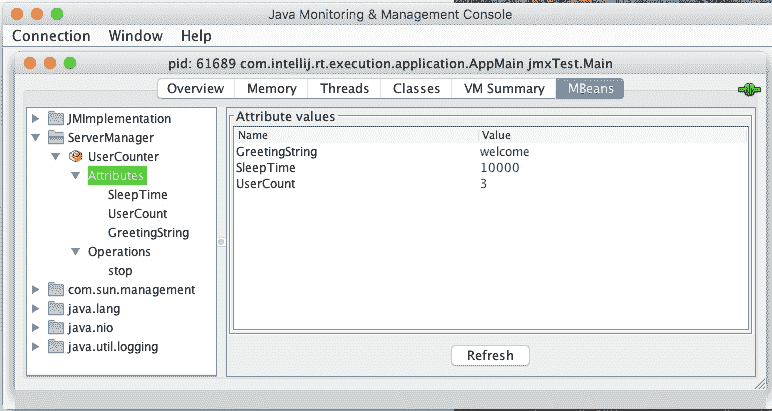 Java Monitoring & Management Console
Connection Window Help
pid: 61689 com.intellij.rt.execution.application.AppMain jmxTest.Main
Overview Memory Threads Classes VM Summary MBeans
JMImplementation
ServerManager
UserCounter
Attributes
SleepTime
UserCount
GreetingString
Operations
stop
com.sun.management
java.lang
java.nio
java.util.logging
Attribute values
Name Value
GreetingString welcome
SleepTime 10000
UserCount 3
Refresh